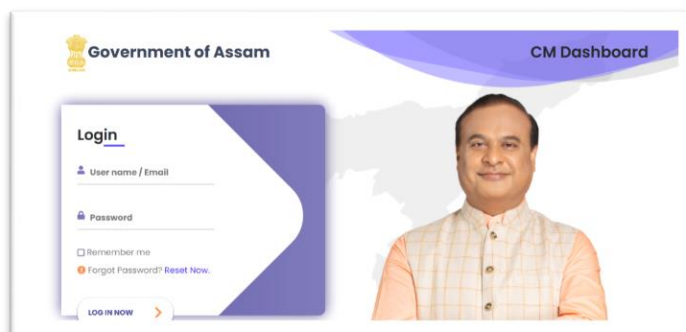 Government of Assam
CM Dashboard
Login
User name / Email
Password
Remember me
Forgot Password? Reset Now.
LOG IN NOW